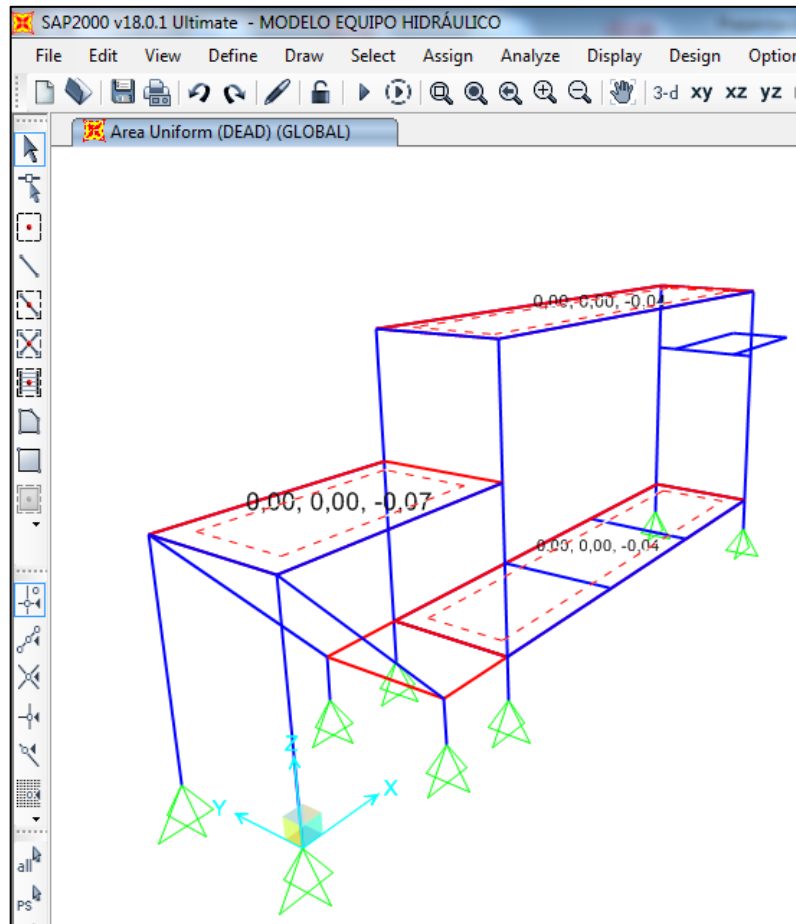 SAP2000 v18.0.1 Ultimate - MODELO EQUIPO HIDRÁULICO
File Edit View Define Draw Select Assign Analyze Display Design Option
3-d xy xz yz
Area Uniform (DEAD) (GLOBAL)
0,00, 0,00, -0,04
0,00, 0,00, -0,07
0,00, 0,00, -0,04
Z
Y X
all
PS